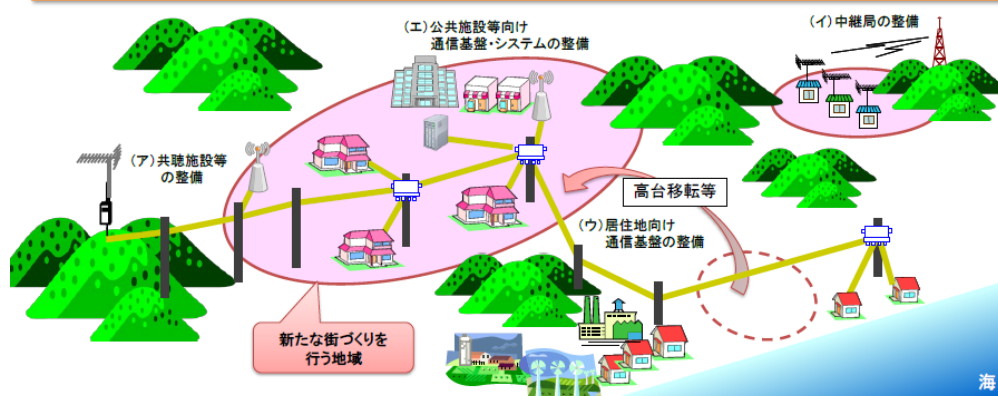 (エ)公共施設等向け
通信基盤・システムの整備
(イ)中継局の整備
(ア)共聴施設等
の整備
高台移転等
(ウ)居住地向け
通信基盤の整備
新たな街づくりを
行う地域
海